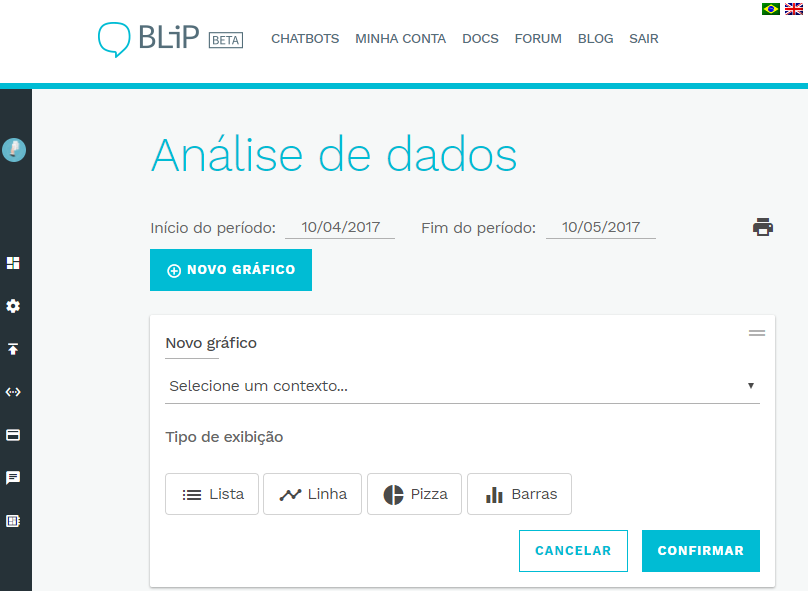 BLiP BETA CHATBOTS MINHA CONTA DOCS FORUM BLOG SAIR
Análise de dados
Início do período: 10/04/2017 Fim do período: 10/05/2017
NOVO GRÁFICO
Novo gráfico
Selecione um contexto...
Tipo de exibição
Lista Linha Pizza Barras
CANCELAR CONFIRMAR